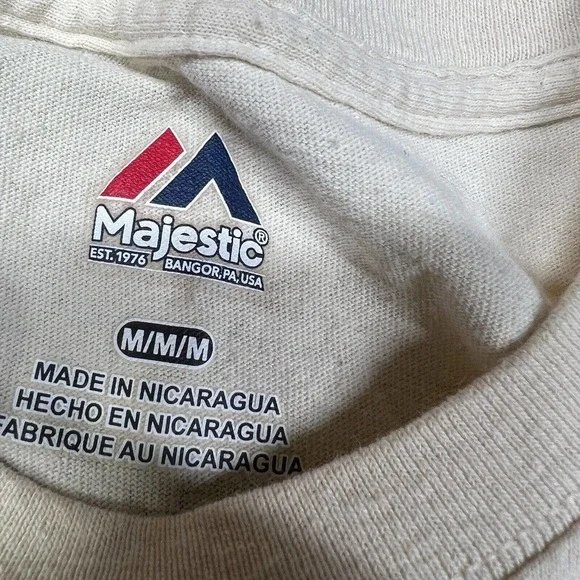 Majestic®
EST. 1976 BANGOR, PA, USA
M/M/M
MADE IN NICARAGUA
HECHO EN NICARAGUA
FABRIQUE AU NICARAGUA